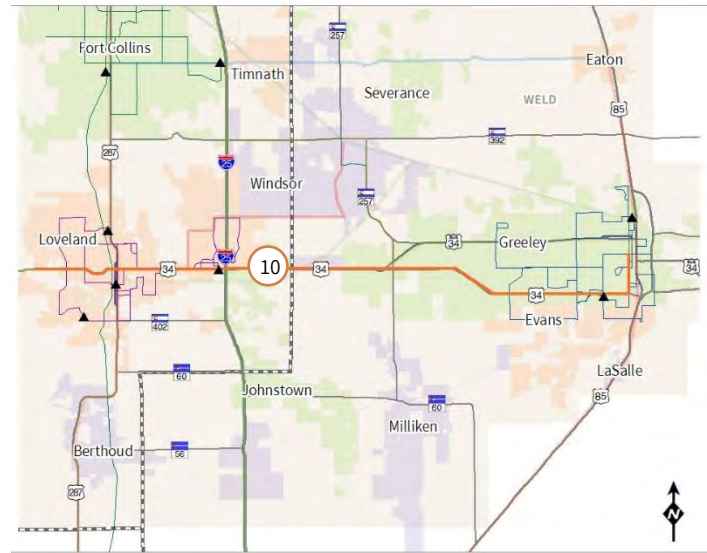 Fort Collins
257
Eaton
Timnath
Severance
WELD
85
392
287
25
Windsor
257
Loveland
25
34
Greeley
34
34
10
34
34
Evans
402
60
LaSalle
Johnstown
60
85
Milliken
Berthoud
56
287
N